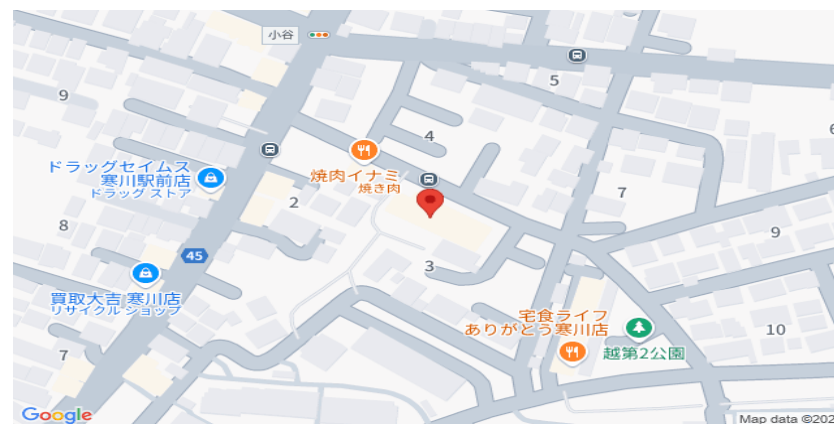 小谷
5
9
4
6
焼肉イナミ
焼き肉
ドラッグセイムス
寒川駅前店
ドラッグ ストア
7
2
8
9
45
3
買取大吉 寒川店
リサイクル ショップ
宅食ライフ
ありがとう寒川店
越第2公園
10
7
Google
Map data ©202